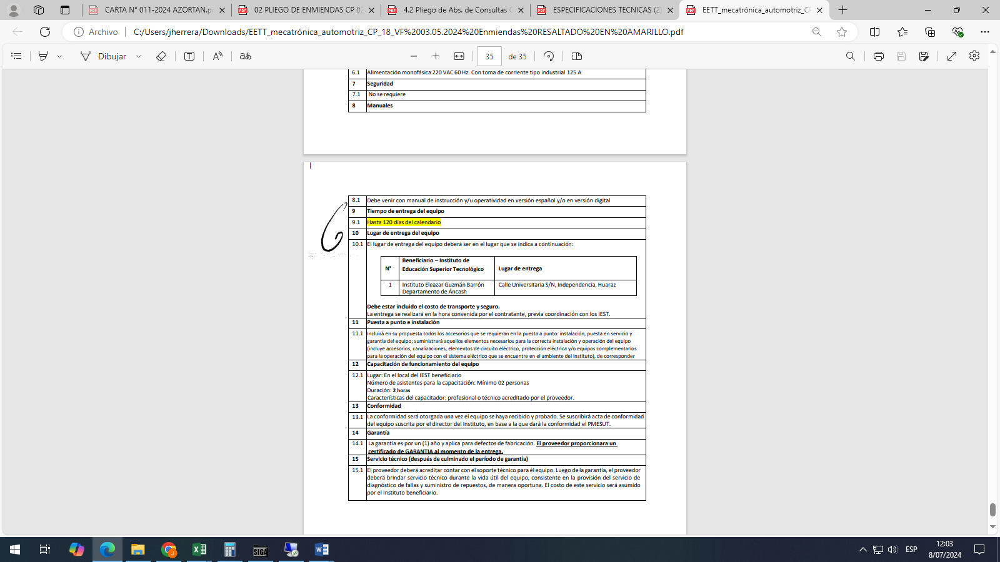 CARTA N° 011-2024 AZORTAN.p
02 PLIEGO DE ENMIENDAS CP 02
4.2 Pliego de Abs. de Consultas
ESPECIFICACIONES TECNICAS (2)
EETT_mecatrónica_automotriz_CP
Archivo
C:/Users/jherrera/Downloads/EETT_mecatrónica_automotriz_CP_18_VF%2003.05.2024%20Enmiendas%20RESALTADO%20EN%20AMARILLO.pdf
Dibujar
35 de 35
6.1 Alimentación monofásica 220 VAC 60 Hz. Con toma de corriente tipo industrial 125 A
7 Seguridad
7.1 No se requiere
8 Manuales
8.1 Debe venir con manual de instrucción y/u operatividad en versión español y/o en versión digital
9 Tiempo de entrega del equipo
9.1 Hasta 120 días del calendario
10 Lugar de entrega del equipo
10.1 El lugar de entrega del equipo deberá ser en el lugar que se indica a continuación:
N° Beneficiario – Instituto de Educación Superior Tecnológico Lugar de entrega
1 Instituto Eleazar Guzmán Barrón Departamento de Áncash Calle Universitaria S/N, Independencia, Huaraz
Debe estar incluido el costo de transporte y seguro.
La entrega se realizará en la hora convenida por el contratante, previa coordinación con los IEST.
11 Puesta a punto e instalación
11.1 Incluirá en su propuesta todos los accesorios que se requieran en la puesta a punto: instalación, puesta en servicio y
garantía del equipo; suministrará aquellos elementos necesarios para la correcta instalación y operación del equipo
(incluye accesorios, canalizaciones, elementos de circuito eléctrico, protección eléctrica y/o equipos complementarios
para la operación del equipo con el sistema eléctrico que se encuentre en el ambiente del instituto), de corresponder
12 Capacitación de funcionamiento del equipo
12.1 Lugar: En el local del IEST beneficiario
Número de asistentes para la capacitación: Mínimo 02 personas
Duración: 2 horas
Características del capacitador: profesional o técnico acreditado por el proveedor.
13 Conformidad
13.1 La conformidad será otorgada una vez el equipo se haya recibido y probado. Se suscribirá acta de conformidad
del equipo suscrita por el director del Instituto, en base a la que dará la conformidad el PMESUT.
14 Garantía
14.1 La garantía es por un (1) año y aplica para defectos de fabricación. El proveedor proporcionara un
certificado de GARANTIA al momento de la entrega.
15 Servicio técnico (después de culminado el período de garantía)
15.1 El proveedor deberá acreditar contar con el soporte técnico para él equipo. Luego de la garantía, el proveedor
deberá brindar servicio técnico durante la vida útil del equipo, consistente en la provisión del servicio de
diagnóstico de fallas y suministro de repuestos, de manera oportuna. El costo de este servicio será asumido
por el Instituto beneficiario.
SIGA
ESP
12:03
8/07/2024